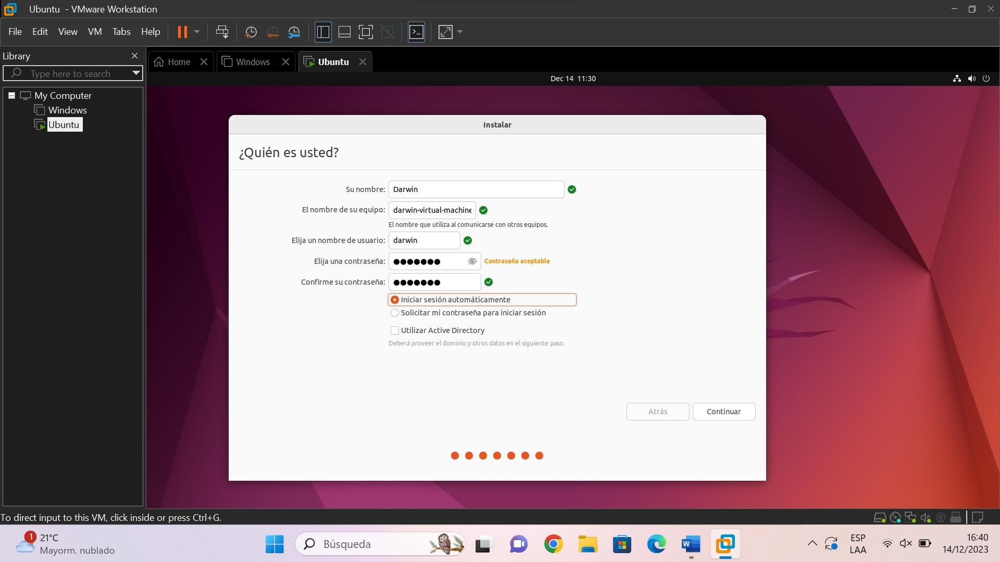 Ubuntu - VMware Workstation
File Edit View VM Tabs Help
Library
Home Windows Ubuntu
Type here to search
Dec 14 11:30
My Computer
Windows
Ubuntu
Instalar
¿Quién es usted?
Su nombre: Darwin
El nombre de su equipo: darwin-virtual-machine
El nombre que utiliza al comunicarse con otros equipos.
Elija un nombre de usuario: darwin
Elija una contraseña: ●●●●●●● Contraseña aceptable
Confirme su contraseña: ●●●●●●●
Iniciar sesión automáticamente
Solicitar mi contraseña para iniciar sesión
Utilizar Active Directory
Deberá proveer el dominio y otros datos en el siguiente paso.
Atrás Continuar
To direct input to this VM, click inside or press Ctrl+G.
1
21°C
Mayorm. nublado
Búsqueda
W
ESP
LAA
16:40
14/12/2023